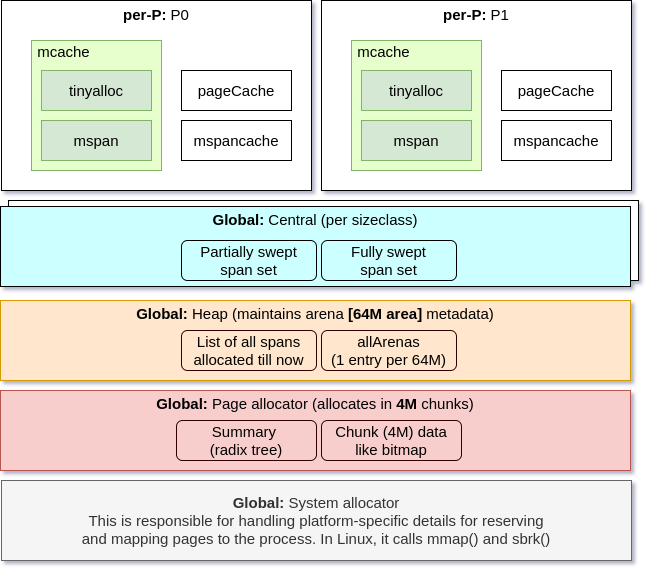 per-P: P0
mcache
tinyalloc
pageCache
mspan
mspancache
per-P: P1
mcache
tinyalloc
pageCache
mspan
mspancache
Global: Central (per sizeclass)
Partially swept
span set
Fully swept
span set
Global: Heap (maintains arena [64M area] metadata)
List of all spans
allocated till now
allArenas
(1 entry per 64M)
Global: Page allocator (allocates in 4M chunks)
Summary
(radix tree)
Chunk (4M) data
like bitmap
Global: System allocator
This is responsible for handling platform-specific details for reserving
and mapping pages to the process. In Linux, it calls mmap() and sbrk()